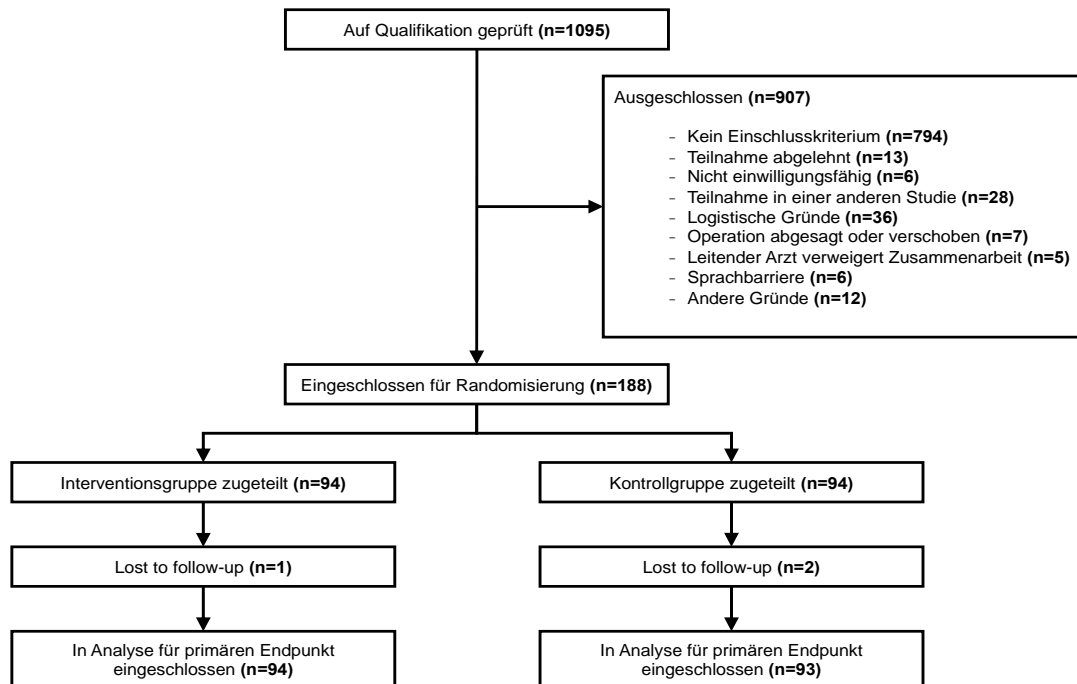 Auf Qualifikation geprüft (n=1095)
Ausgeschlossen (n=907)
- Kein Einschlusskriterium (n=794)
- Teilnahme abgelehnt (n=13)
- Nicht einwilligungsfähig (n=6)
- Teilnahme in einer anderen Studie (n=28)
- Logistische Gründe (n=36)
- Operation abgesagt oder verschoben (n=7)
- Leitender Arzt verweigert Zusammenarbeit (n=5)
- Sprachbarriere (n=6)
- Andere Gründe (n=12)
Eingeschlossen für Randomisierung (n=188)
Interventionsgruppe zugeteilt (n=94)
Kontrollgruppe zugeteilt (n=94)
Lost to follow-up (n=1)
Lost to follow-up (n=2)
In Analyse für primären Endpunkt
eingeschlossen (n=94)
In Analyse für primären Endpunkt
eingeschlossen (n=93)